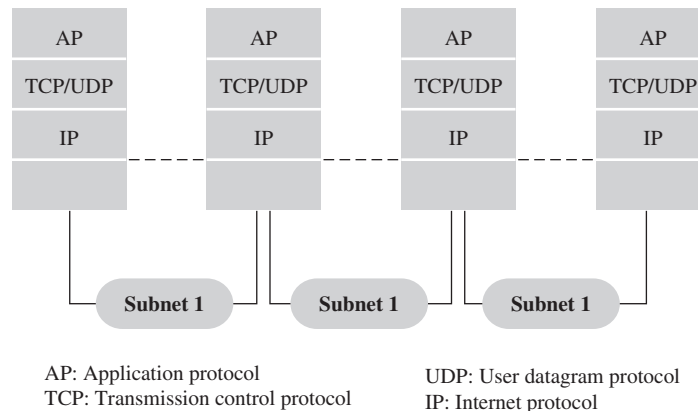 AP AP AP AP
TCP/UDP TCP/UDP TCP/UDP TCP/UDP
IP IP IP IP
Subnet 1 Subnet 1 Subnet 1
AP: Application protocol
TCP: Transmission control protocol
UDP: User datagram protocol
IP: Internet protocol